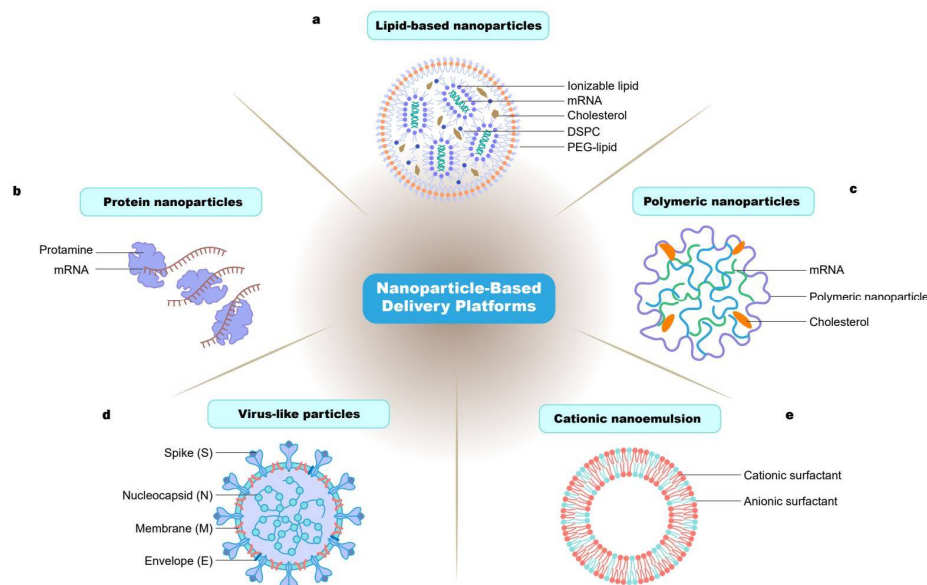 a
Lipid-based nanoparticles
Ionizable lipid
mRNA
Cholesterol
DSPC
PEG-lipid
b
Protein nanoparticles
Protamine
mRNA
c
Polymeric nanoparticles
mRNA
Polymeric nanoparticle
Cholesterol
Nanoparticle-Based
Delivery Platforms
d
Virus-like particles
Spike (S)
Nucleocapsid (N)
Membrane (M)
Envelope (E)
e
Cationic nanoemulsion
Cationic surfactant
Anionic surfactant